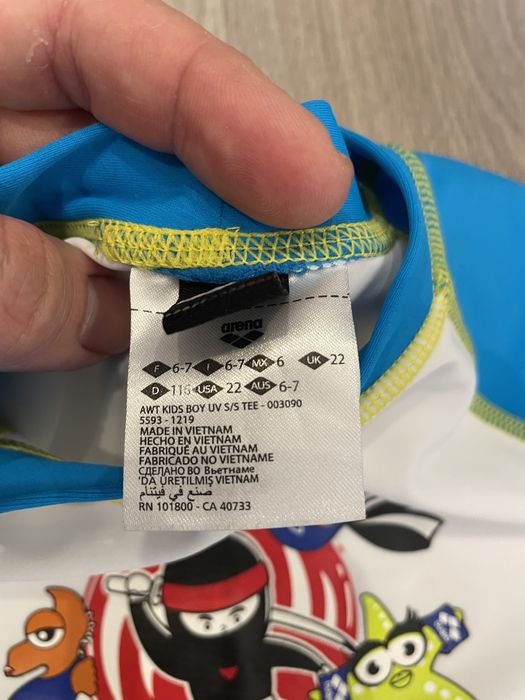 arena
F 6-7 I 6-7 MX 6 UK 22
D 116 USA 22 AUS 6-7
AWT KIDS BOY UV S/S TEE - 003090
5593 - 1219
MADE IN VIETNAM
HECHO EN VIETNAM
FABRIQUÉ AU VIETNAM
FABRICADO NO VIETNAME
СДЕЛАНО ВО Вьетнаме
'DA ÜRETILMIŞ VIETNAM
صنع في فيتنام
RN 101800 - CA 40733